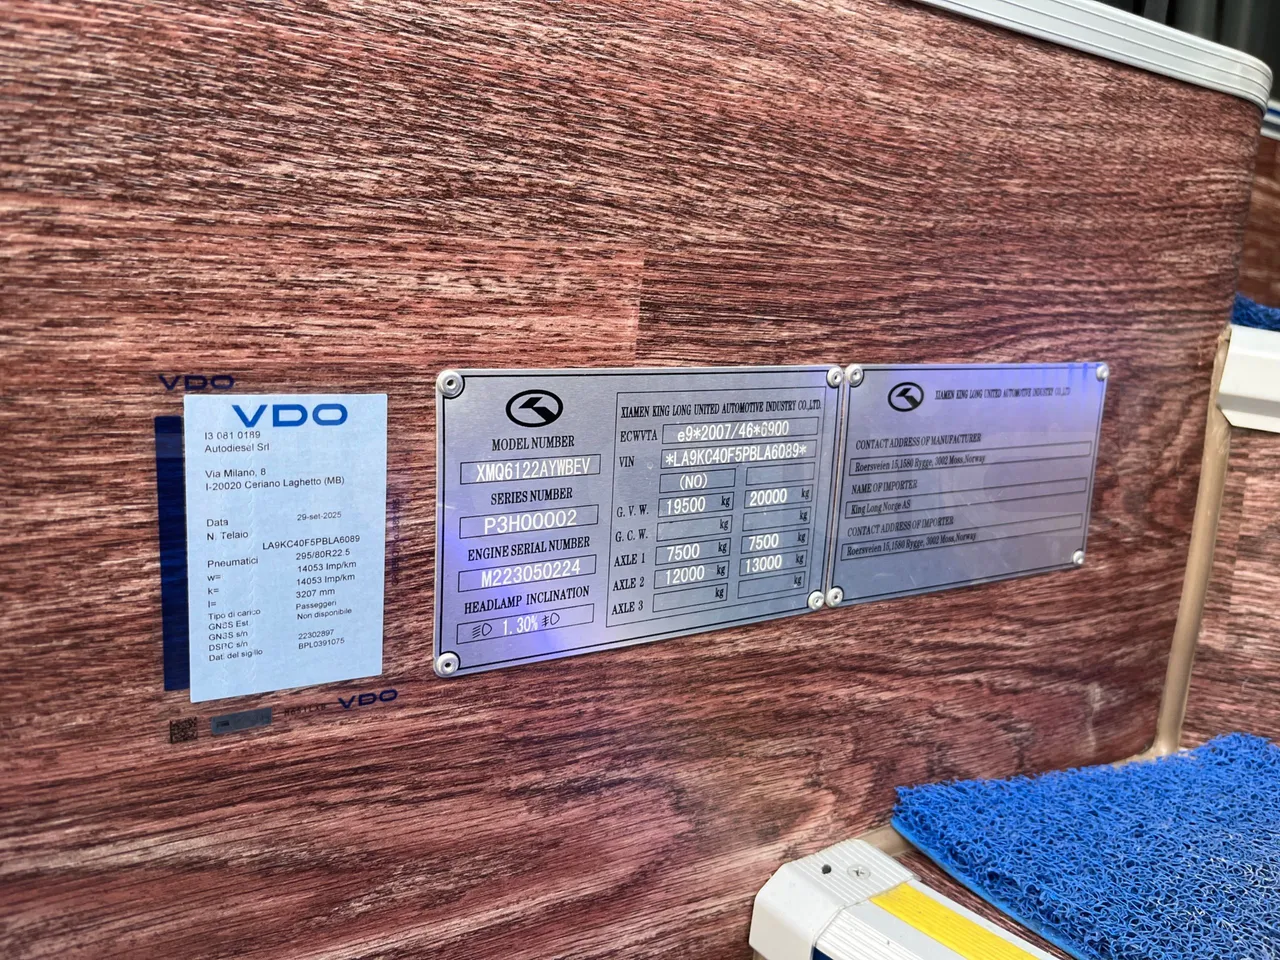 VDO
VDO
I3 081 0189
Autodiesel Srl
Via Milano, 8
I-20020 Ceriano Laghetto (MB)
Data 29-set-2025
N. Telaio
LA9KC40F5PBLA6089
Pneumatici 295/80R22.5
w= 14053 Imp/km
k= 14053 Imp/km
l= 3207 mm
Tipo di carico Passeggeri
GNSS Est. Non disponibile
GNSS s/n
DSRC s/n 22302897
Dat. del sigillo BPL0391075
VDO
MODEL NUMBER
XMQ6122AYWBEV
SERIES NUMBER
P3H00002
ENGINE SERIAL NUMBER
M223050224
HEADLAMP INCLINATION
1.30%
XIAMEN KING LONG UNITED AUTOMOTIVE INDUSTRY CO.,LTD.
ECWVTA e9*2007/46*6900
VIN *LA9KC40F5PBLA6089*
(NO)
G. V. W. 19500 kg 20000 kg
G. C. W. kg kg
AXLE 1 7500 kg 7500 kg
AXLE 2 12000 kg 13000 kg
AXLE 3 kg kg
XIAMEN KING LONG UNITED AUTOMOTIVE INDUSTRY CO.,LTD
CONTACT ADDRESS OF MANUFACTURER
Roersveien 15,1580 Rygge, 3002 Moss,Norway
NAME OF IMPORTER
King Long Norge AS
CONTACT ADDRESS OF IMPORTER
Roersveien 15,1580 Rygge, 3002 Moss,Norway